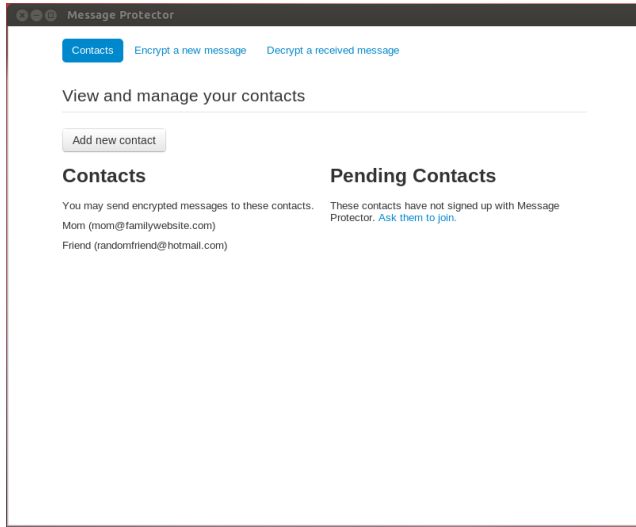 Message Protector
Contacts Encrypt a new message Decrypt a received message
View and manage your contacts
Add new contact
Contacts
You may send encrypted messages to these contacts.
Mom (mom@familywebsite.com)
Friend (randomfriend@hotmail.com)
Pending Contacts
These contacts have not signed up with Message
Protector. Ask them to join.